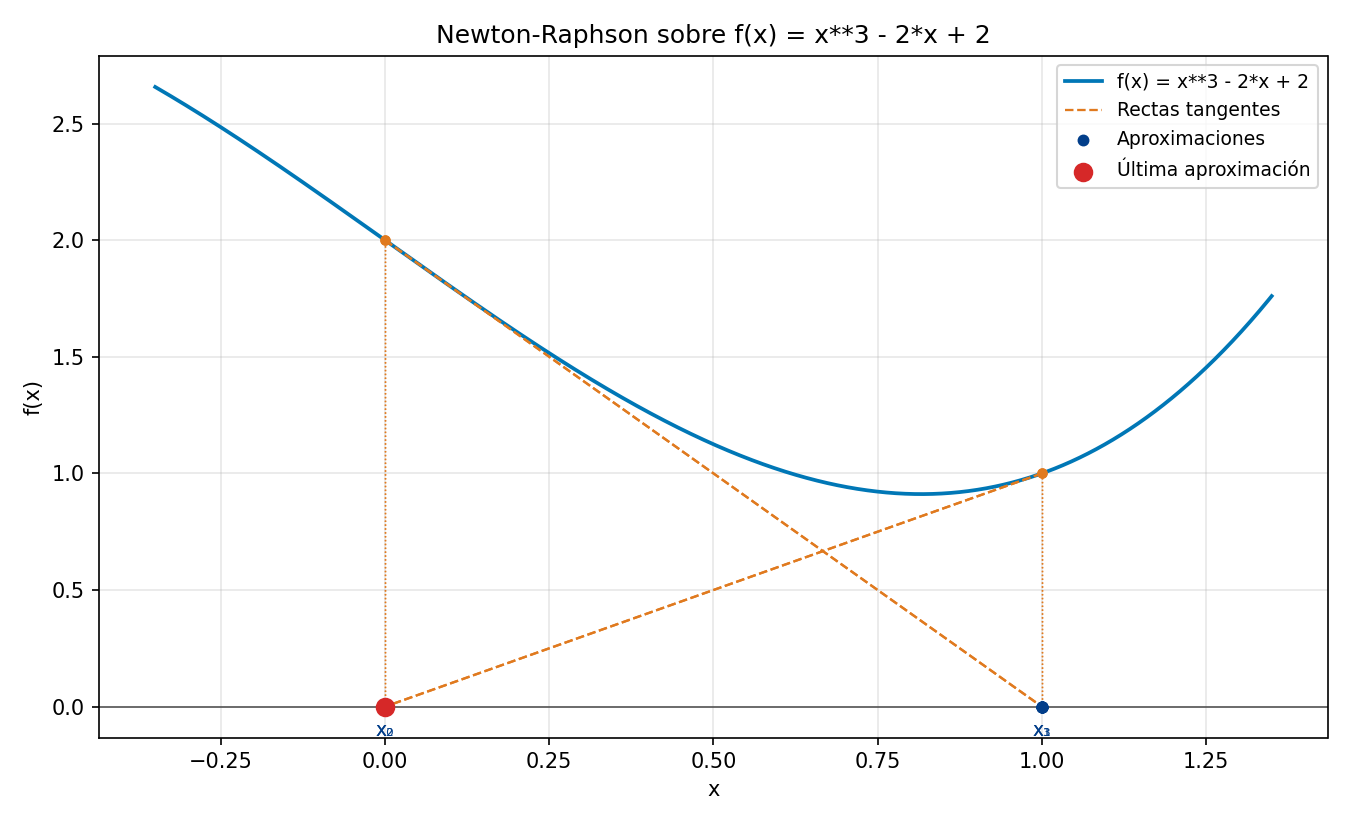 Newton-Raphson sobre f(x) = x**3 - 2*x + 2
f(x) = x**3 - 2*x + 2
Rectas tangentes
Aproximaciones
Última aproximación
f(x)
2.5
2.0
1.5
1.0
0.5
0.0
−0.25
0.00
0.25
0.50
0.75
1.00
1.25
x